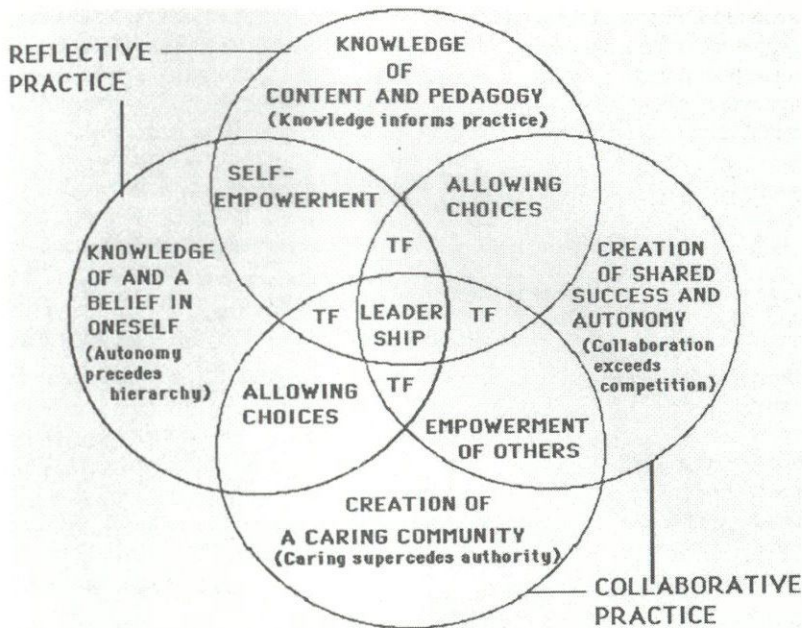 REFLECTIVE
PRACTICE
KNOWLEDGE
OF
CONTENT AND PEDAGOGY
(Knowledge informs practice)
SELF-
EMPOWERMENT
ALLOWING
CHOICES
TF
KNOWLEDGE
OF AND A
BELIEF IN
ONESELF
(Autonomy
precedes
hierarchy)
CREATION
OF SHARED
SUCCESS AND
AUTONOMY
(Collaboration
exceeds
competition)
TF
LEADER
SHIP
TF
TF
ALLOWING
CHOICES
EMPOWERMENT
OF OTHERS
CREATION OF
A CARING COMMUNITY
(Caring supercedes authority)
COLLABORATIVE
PRACTICE